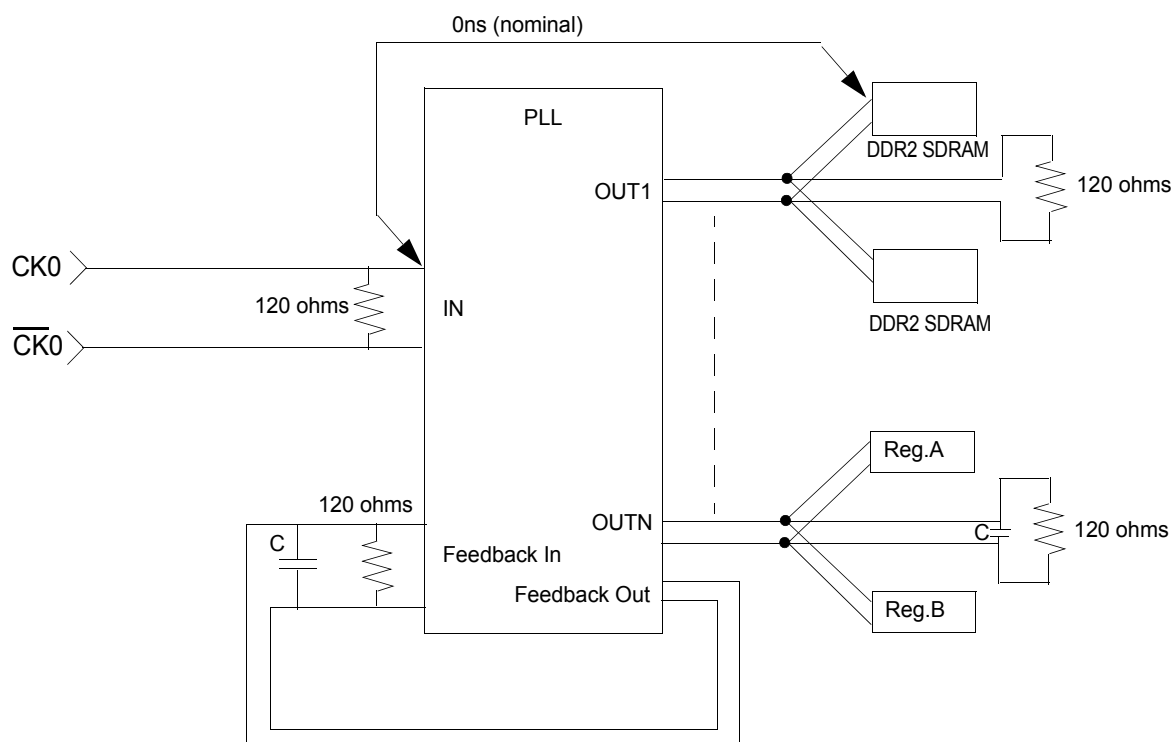 0ns (nominal)
PLL
DDR2 SDRAM
OUT1
120 ohms
CK0
120 ohms
IN
DDR2 SDRAM
C̅K̅0
Reg.A
120 ohms
OUTN
C
120 ohms
C
Feedback In
Feedback Out
Reg.B